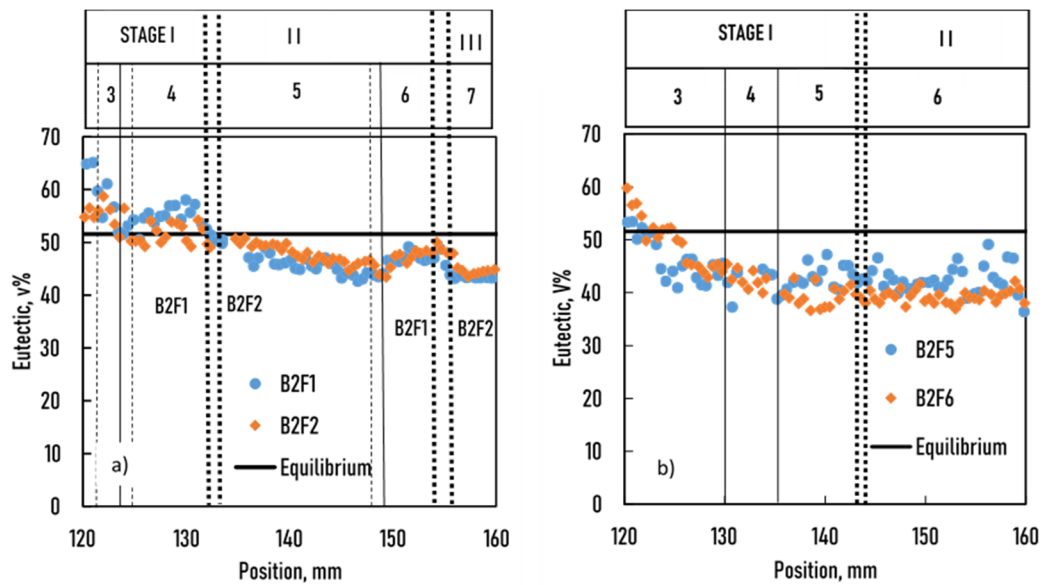 STAGE I
II
III
3
4
5
6
7
70
60
50
40
30
20
10
0
Eutectic, v%
B2F1
B2F2
B2F1
B2F2
B2F1
B2F2
Equilibrium
a)
120
130
140
150
160
Position, mm
STAGE I
II
3
4
5
6
70
60
50
40
30
20
10
0
Eutectic, V%
B2F5
B2F6
Equilibrium
b)
120
130
140
150
160
Position, mm